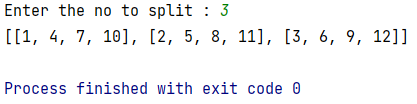 Enter the no to split : 3
[[1, 4, 7, 10], [2, 5, 8, 11], [3, 6, 9, 12]]
Process finished with exit code 0